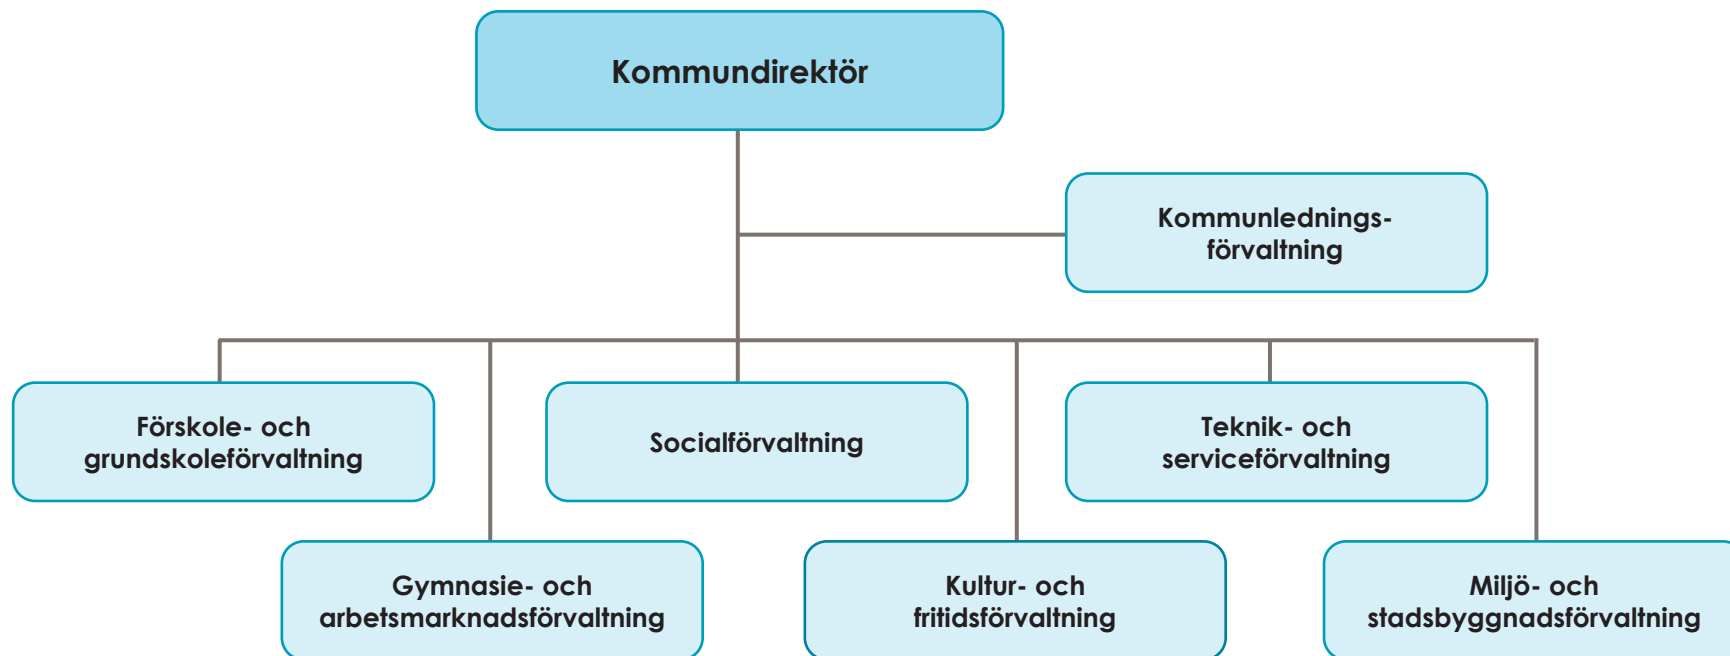 Kommundirektör
Kommunlednings-
förvaltning
Förskole- och
grundskoleförvaltning
Socialförvaltning
Teknik- och
serviceförvaltning
Gymnasie- och
arbetsmarknadsförvaltning
Kultur- och
fritidsförvaltning
Miljö- och
stadsbyggnadsförvaltning